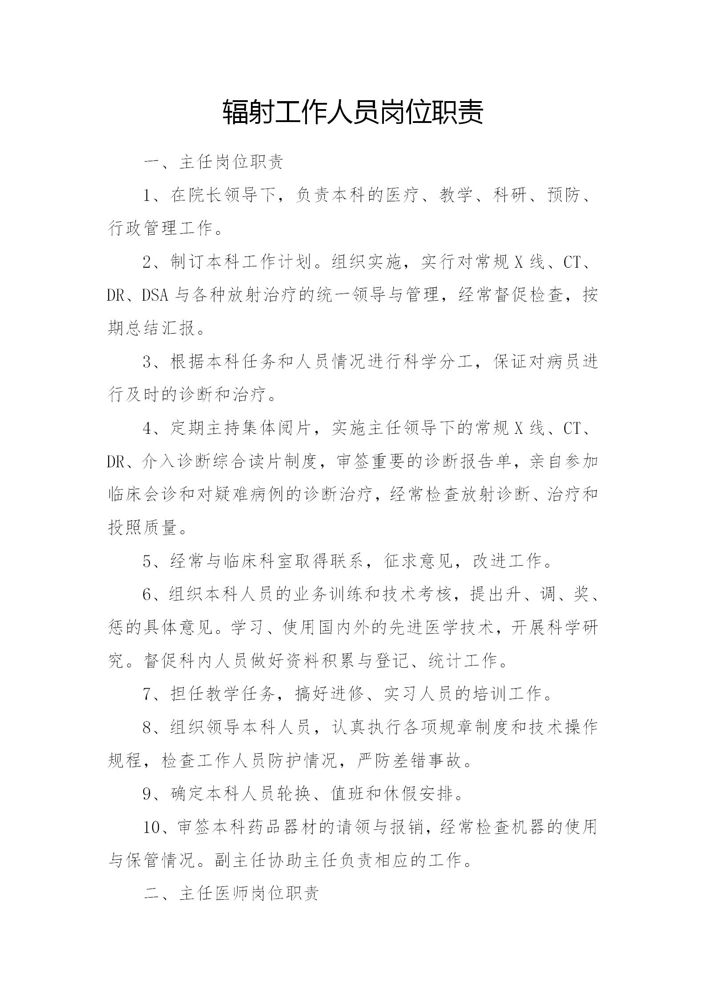 辐射工作人员岗位职责
一、主任岗位职责
1、在院长领导下，负责本科的医疗、教学、科研、预防、
行政管理工作。
2、制订本科工作计划。组织实施，实行对常规 X 线、CT、
DR、DSA 与各种放射治疗的统一领导与管理，经常督促检查，按
期总结汇报。
3、根据本科任务和人员情况进行科学分工，保证对病员进
行及时的诊断和治疗。
4、定期主持集体阅片，实施主任领导下的常规 X 线、CT、
DR、介入诊断综合读片制度，审签重要的诊断报告单，亲自参加
临床会诊和对疑难病例的诊断治疗，经常检查放射诊断、治疗和
投照质量。
5、经常与临床科室取得联系，征求意见，改进工作。
6、组织本科人员的业务训练和技术考核，提出升、调、奖、
惩的具体意见。学习、使用国内外的先进医学技术，开展科学研
究。督促科内人员做好资料积累与登记、统计工作。
7、担任教学任务，搞好进修、实习人员的培训工作。
8、组织领导本科人员，认真执行各项规章制度和技术操作
规程，检查工作人员防护情况，严防差错事故。
9、确定本科人员轮换、值班和休假安排。
10、审签本科药品器材的请领与报销，经常检查机器的使用
与保管情况。副主任协助主任负责相应的工作。
二、主任医师岗位职责